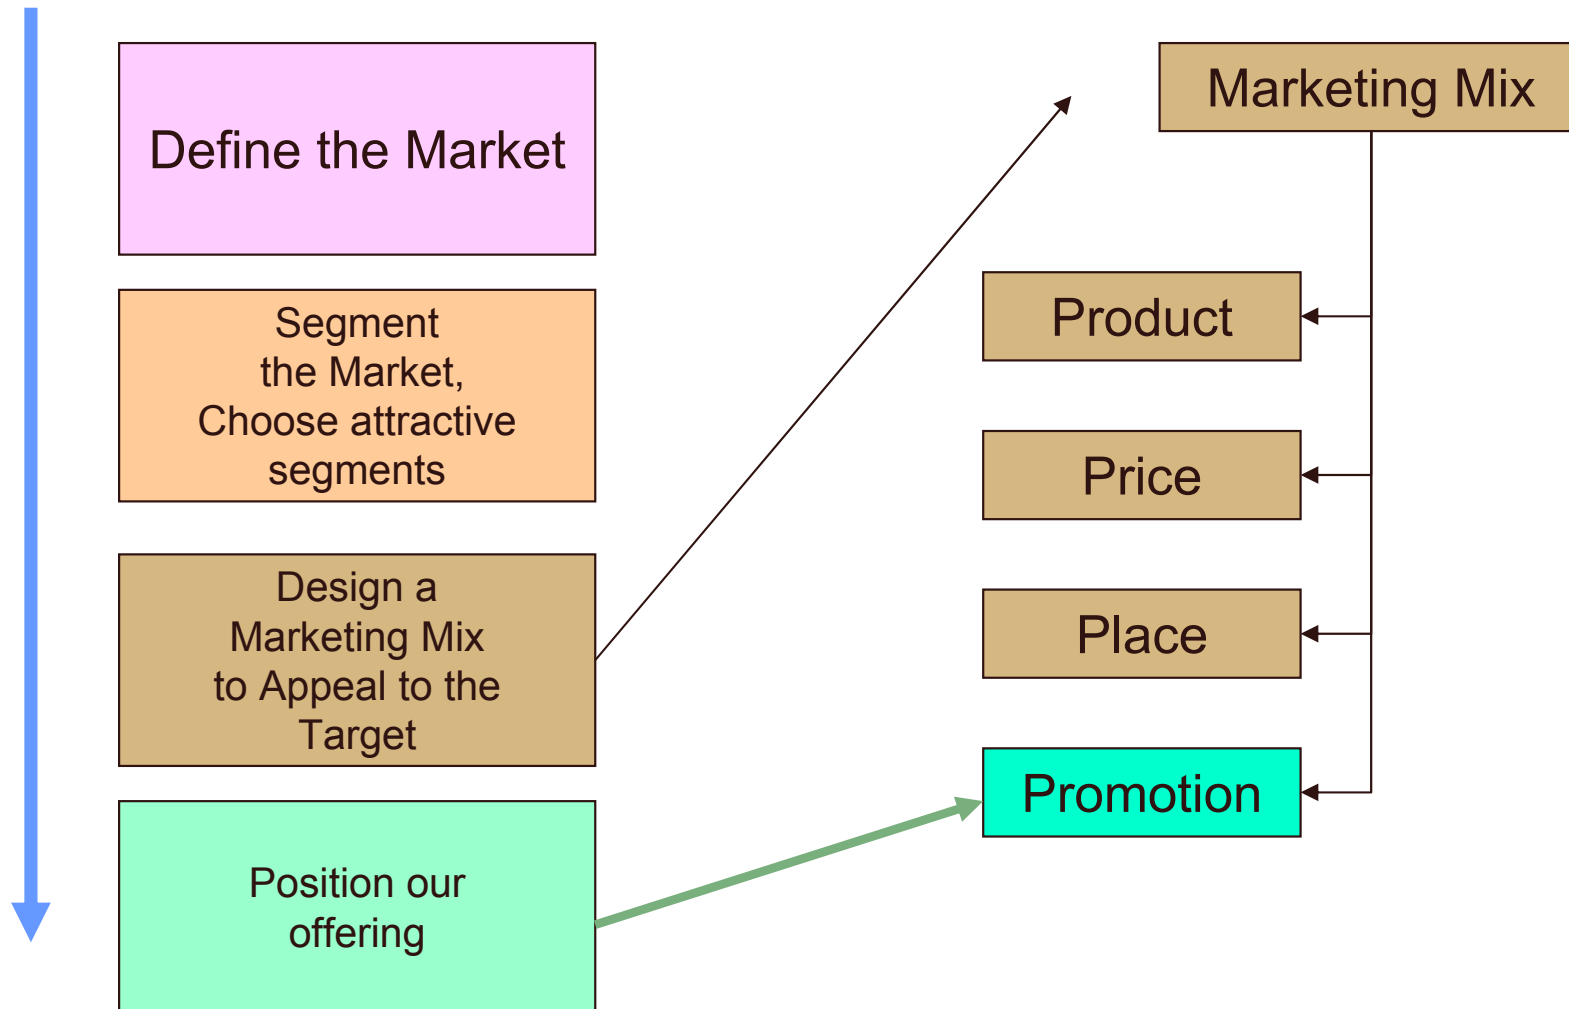 Define the Market
Segment
the Market,
Choose attractive
segments
Design a
Marketing Mix
to Appeal to the
Target
Position our
offering
Marketing Mix
Product
Price
Place
Promotion